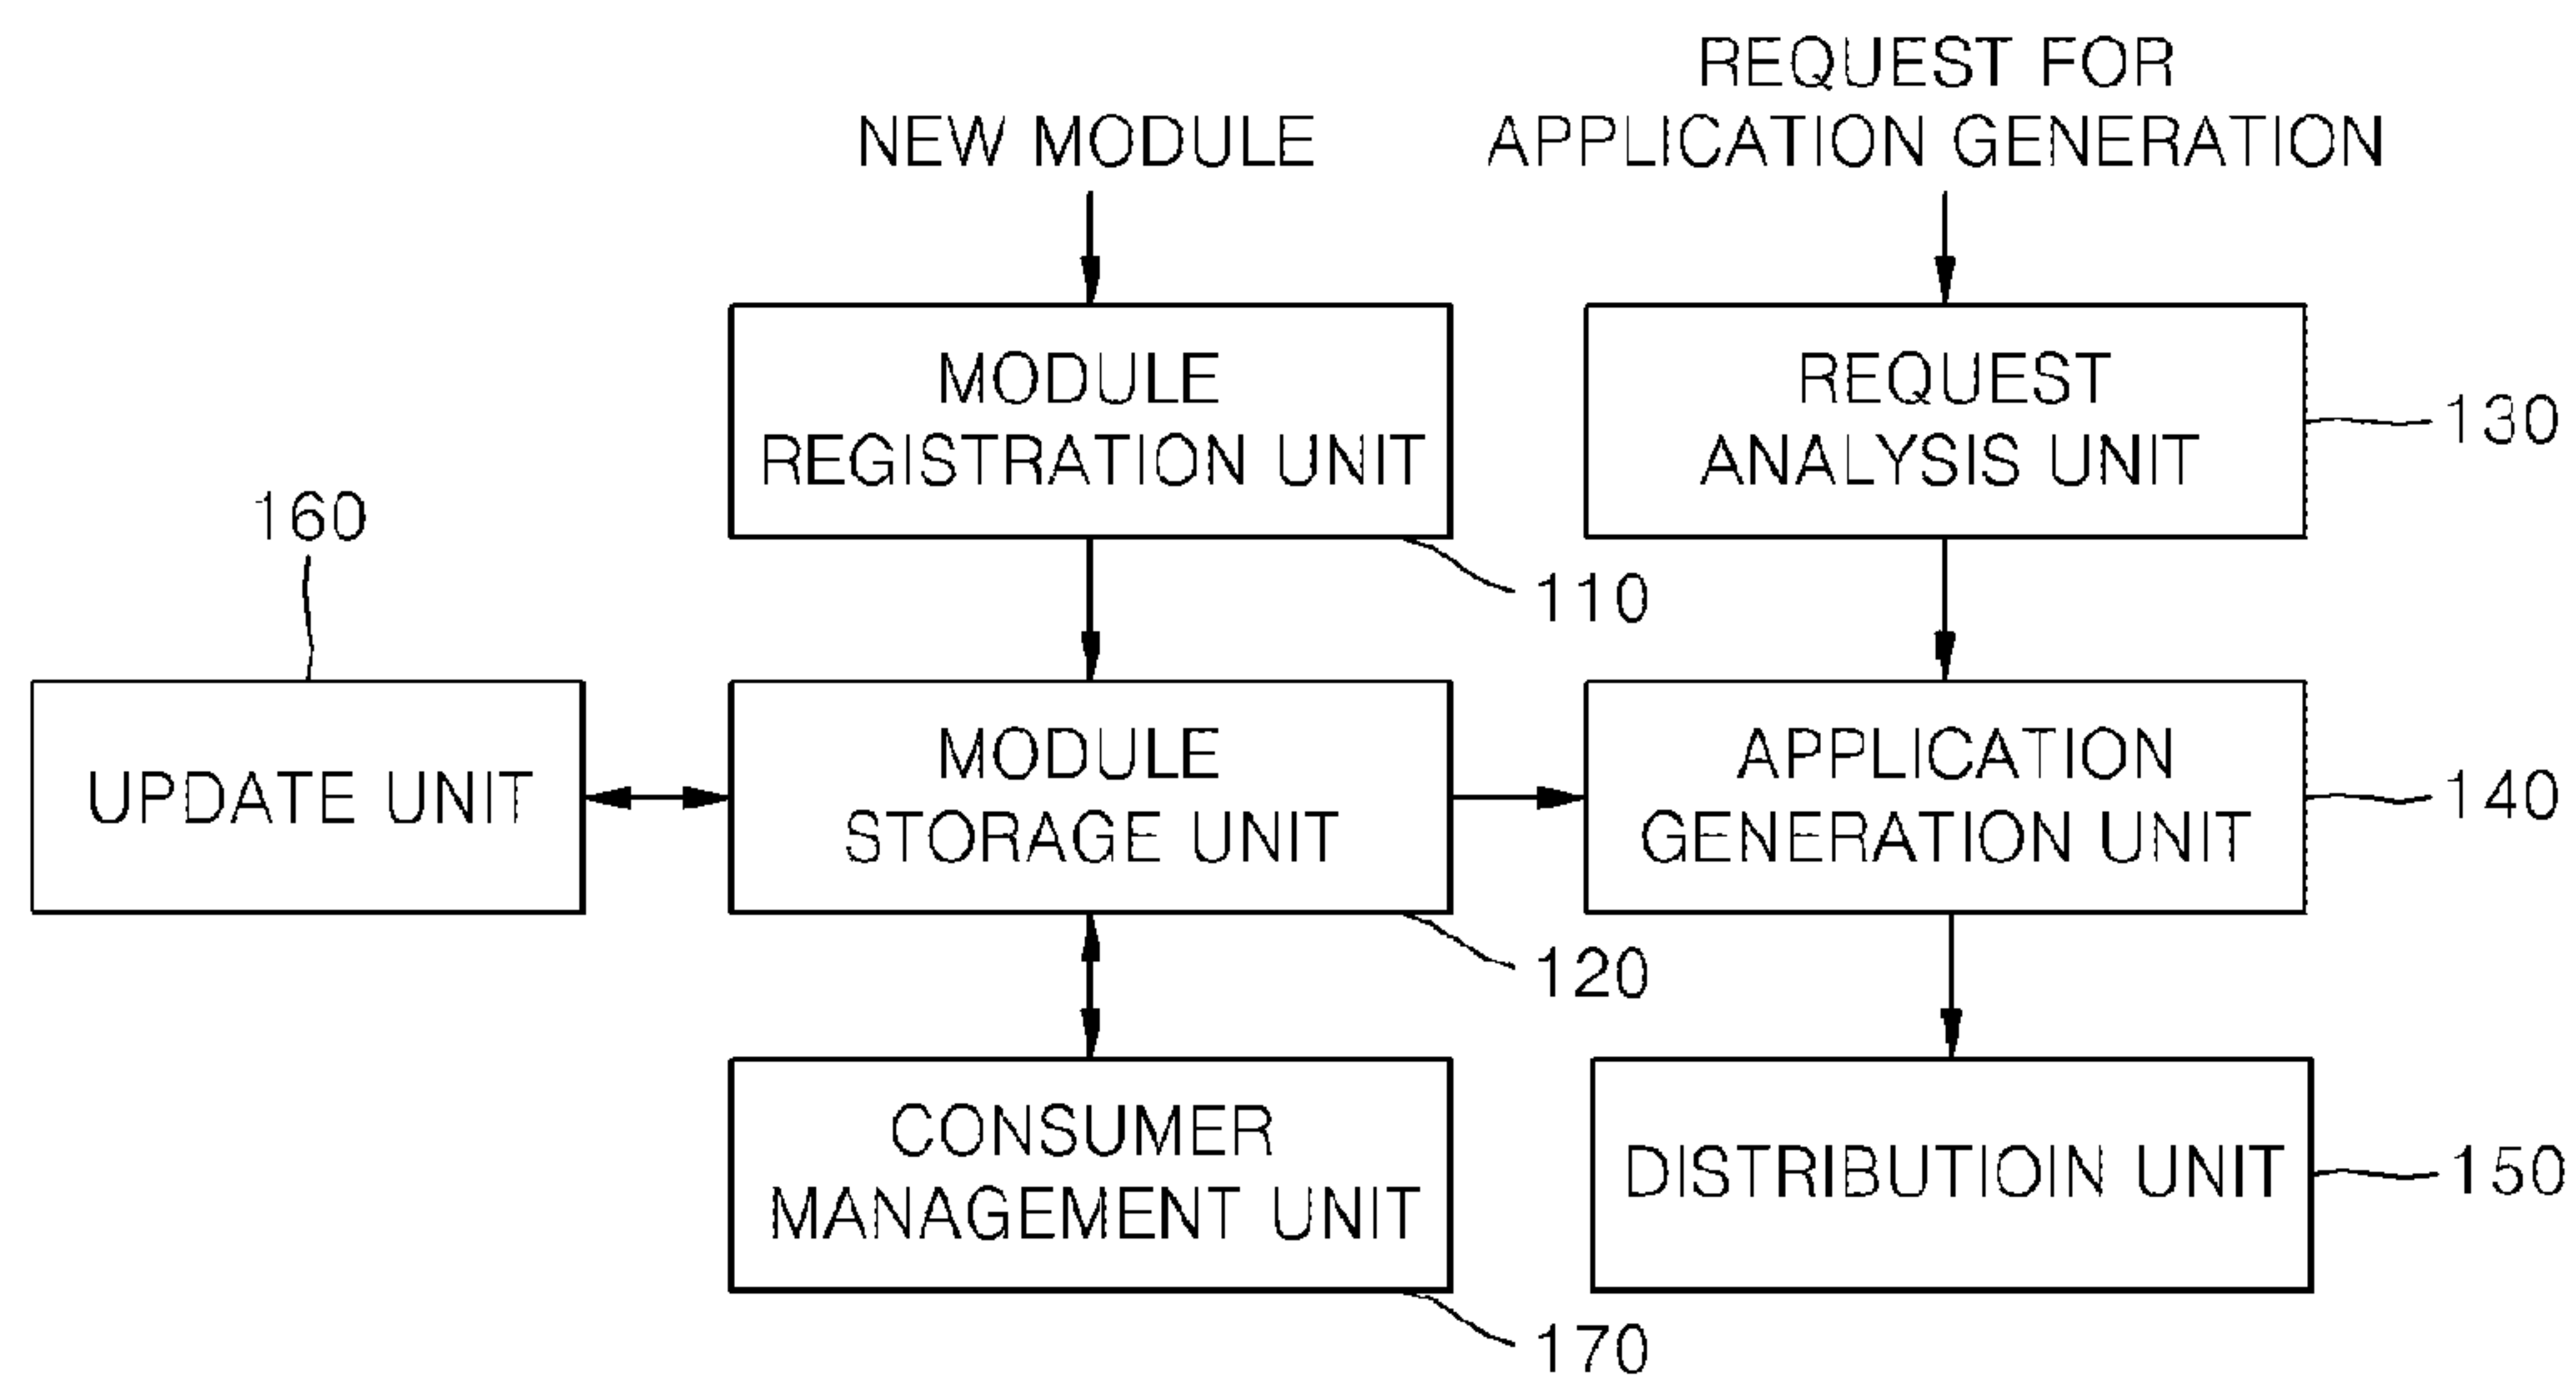 REQUEST FOR
APPLICATION GENERATION
NEW MODULE
MODULE
REGISTRATION UNIT
110
REQUEST
ANALYSIS UNIT
130
160
UPDATE UNIT
MODULE
STORAGE UNIT
120
APPLICATION
GENERATION UNIT
140
CONSUMER
MANAGEMENT UNIT
170
DISTRIBUTIOIN UNIT
150